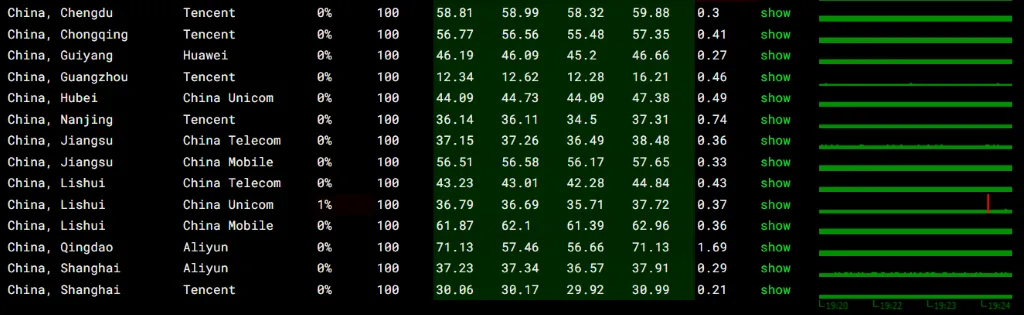 China, Chengdu Tencent 0% 100 58.81 58.99 58.32 59.88 0.3 show
China, Chongqing Tencent 0% 100 56.77 56.56 55.48 57.35 0.41 show
China, Guiyang Huawei 0% 100 46.19 46.09 45.2 46.66 0.27 show
China, Guangzhou Tencent 0% 100 12.34 12.62 12.28 16.21 0.46 show
China, Hubei China Unicom 0% 100 44.09 44.73 44.09 47.38 0.49 show
China, Nanjing Tencent 0% 100 36.14 36.11 34.5 37.31 0.74 show
China, Jiangsu China Telecom 0% 100 37.15 37.26 36.49 38.48 0.36 show
China, Jiangsu China Mobile 0% 100 56.51 56.58 56.17 57.65 0.33 show
China, Lishui China Telecom 0% 100 43.23 43.01 42.28 44.84 0.43 show
China, Lishui China Unicom 1% 100 36.79 36.69 35.71 37.72 0.37 show
China, Lishui China Mobile 0% 100 61.87 62.1 61.39 62.96 0.36 show
China, Qingdao Aliyun 0% 100 71.13 57.46 56.66 71.13 1.69 show
China, Shanghai Aliyun 0% 100 37.23 37.34 36.57 37.91 0.29 show
China, Shanghai Tencent 0% 100 30.06 30.17 29.92 30.99 0.21 show
19:20 19:22 19:23 19:24